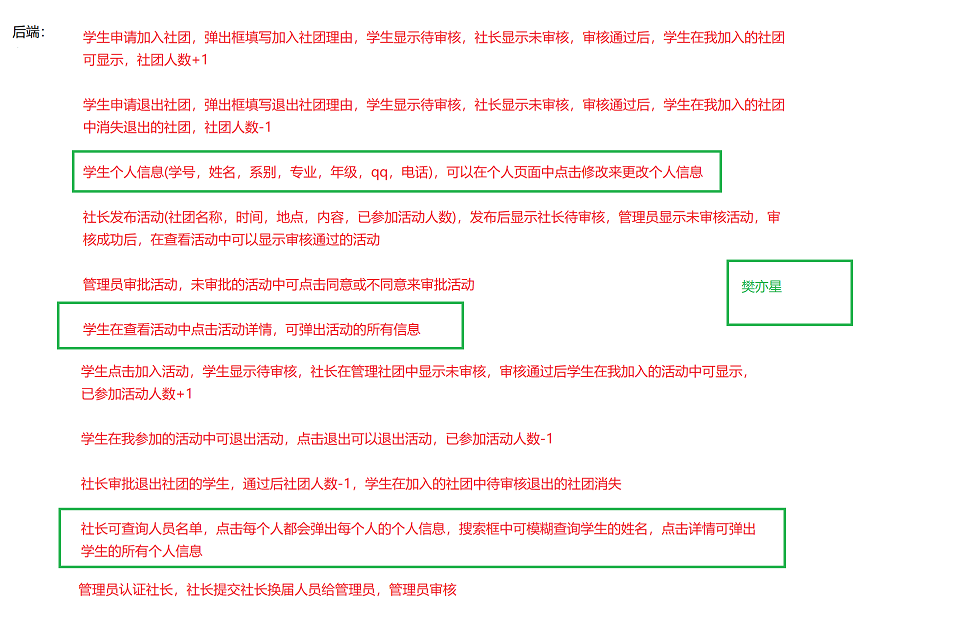 后端：
学生申请加入社团，弹出框填写加入社团理由，学生显示待审核，社长显示未审核，审核通过后，学生在我加入的社团
可显示，社团人数+1
学生申请退出社团，弹出框填写退出社团理由，学生显示待审核，社长显示未审核，审核通过后，学生在我加入的社团
中消失退出的社团，社团人数-1
学生个人信息(学号，姓名，系别，专业，年级，qq，电话)，可以在个人页面中点击修改来更改个人信息
社长发布活动(社团名称，时间，地点，内容，已参加活动人数)，发布后显示社长待审核，管理员显示未审核活动，审
核成功后，在查看活动中可以显示审核通过的活动
管理员审批活动，未审批的活动中可点击同意或不同意来审批活动
樊亦星
学生在查看活动中点击活动详情，可弹出活动的所有信息
学生点击加入活动，学生显示待审核，社长在管理社团中显示未审核，审核通过后学生在我加入的活动中可显示，
已参加活动人数+1
学生在我参加的活动中可退出活动，点击退出可以退出活动，已参加活动人数-1
社长审批退出社团的学生，通过后社团人数-1，学生在加入的社团中待审核退出的社团消失
社长可查询人员名单，点击每个人都会弹出每个人的个人信息，搜索框中可模糊查询学生的姓名，点击详情可弹出
学生的所有个人信息
管理员认证社长，社长提交社长换届人员给管理员，管理员审核